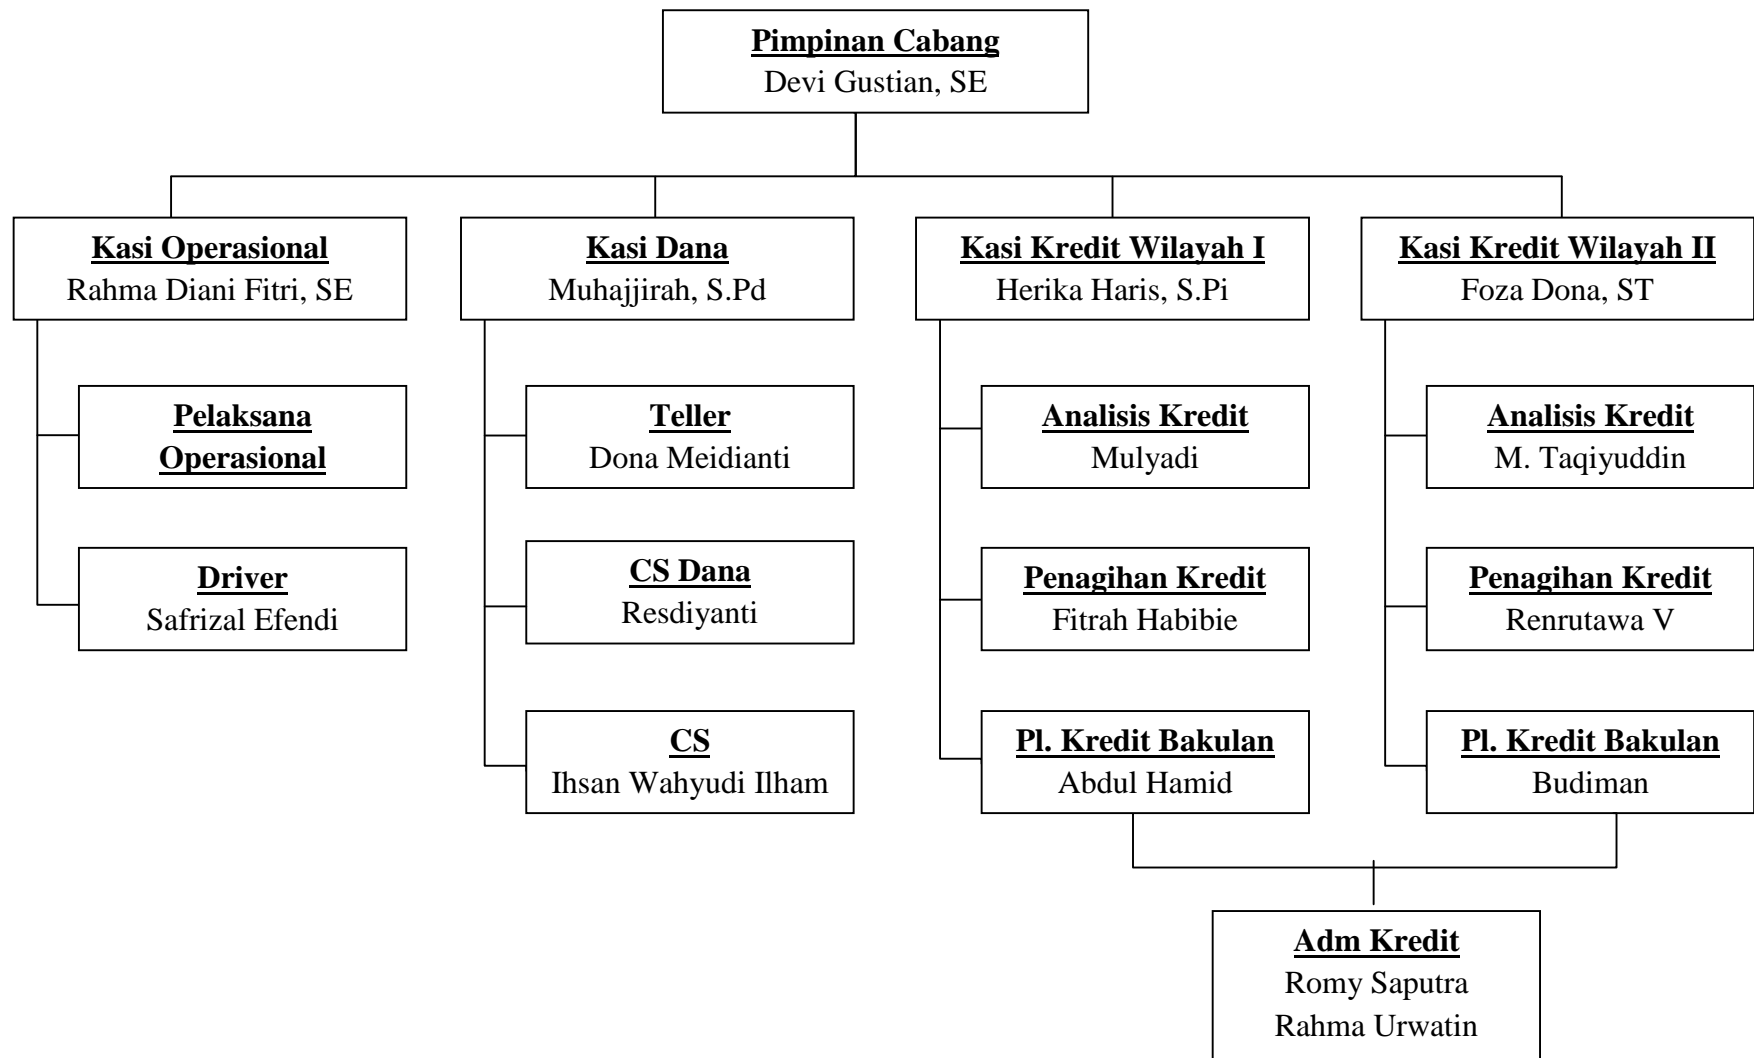 Pimpinan Cabang
Devi Gustian, SE
Kasi Operasional
Rahma Diani Fitri, SE
Kasi Dana
Muhajjirah, S.Pd
Kasi Kredit Wilayah I
Herika Haris, S.Pi
Kasi Kredit Wilayah II
Foza Dona, ST
Pelaksana
Operasional
Teller
Dona Meidianti
Analisis Kredit
Mulyadi
Analisis Kredit
M. Taqiyuddin
Driver
Safrizal Efendi
CS Dana
Resdiyanti
Penagihan Kredit
Fitrah Habibie
Penagihan Kredit
Renrutawa V
CS
Ihsan Wahyudi Ilham
Pl. Kredit Bakulan
Abdul Hamid
Pl. Kredit Bakulan
Budiman
Adm Kredit
Romy Saputra
Rahma Urwatin